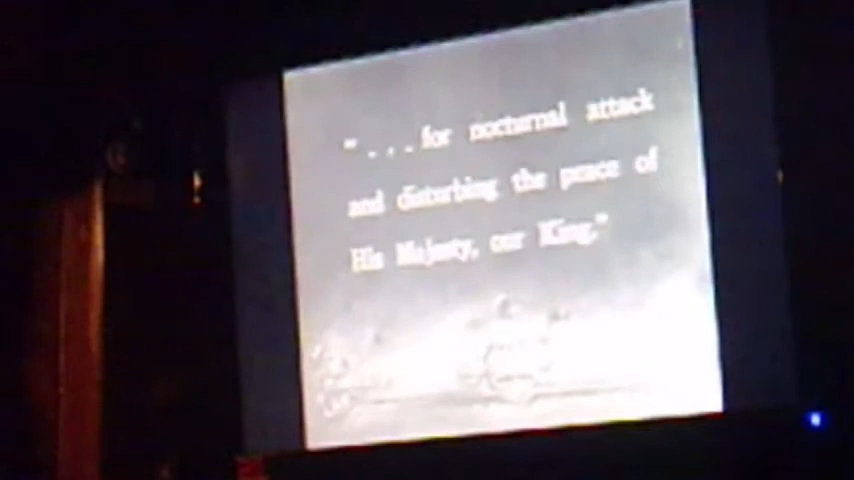 "...for nocturnal attack
and disturbing the peace of
His Majesty, our King."